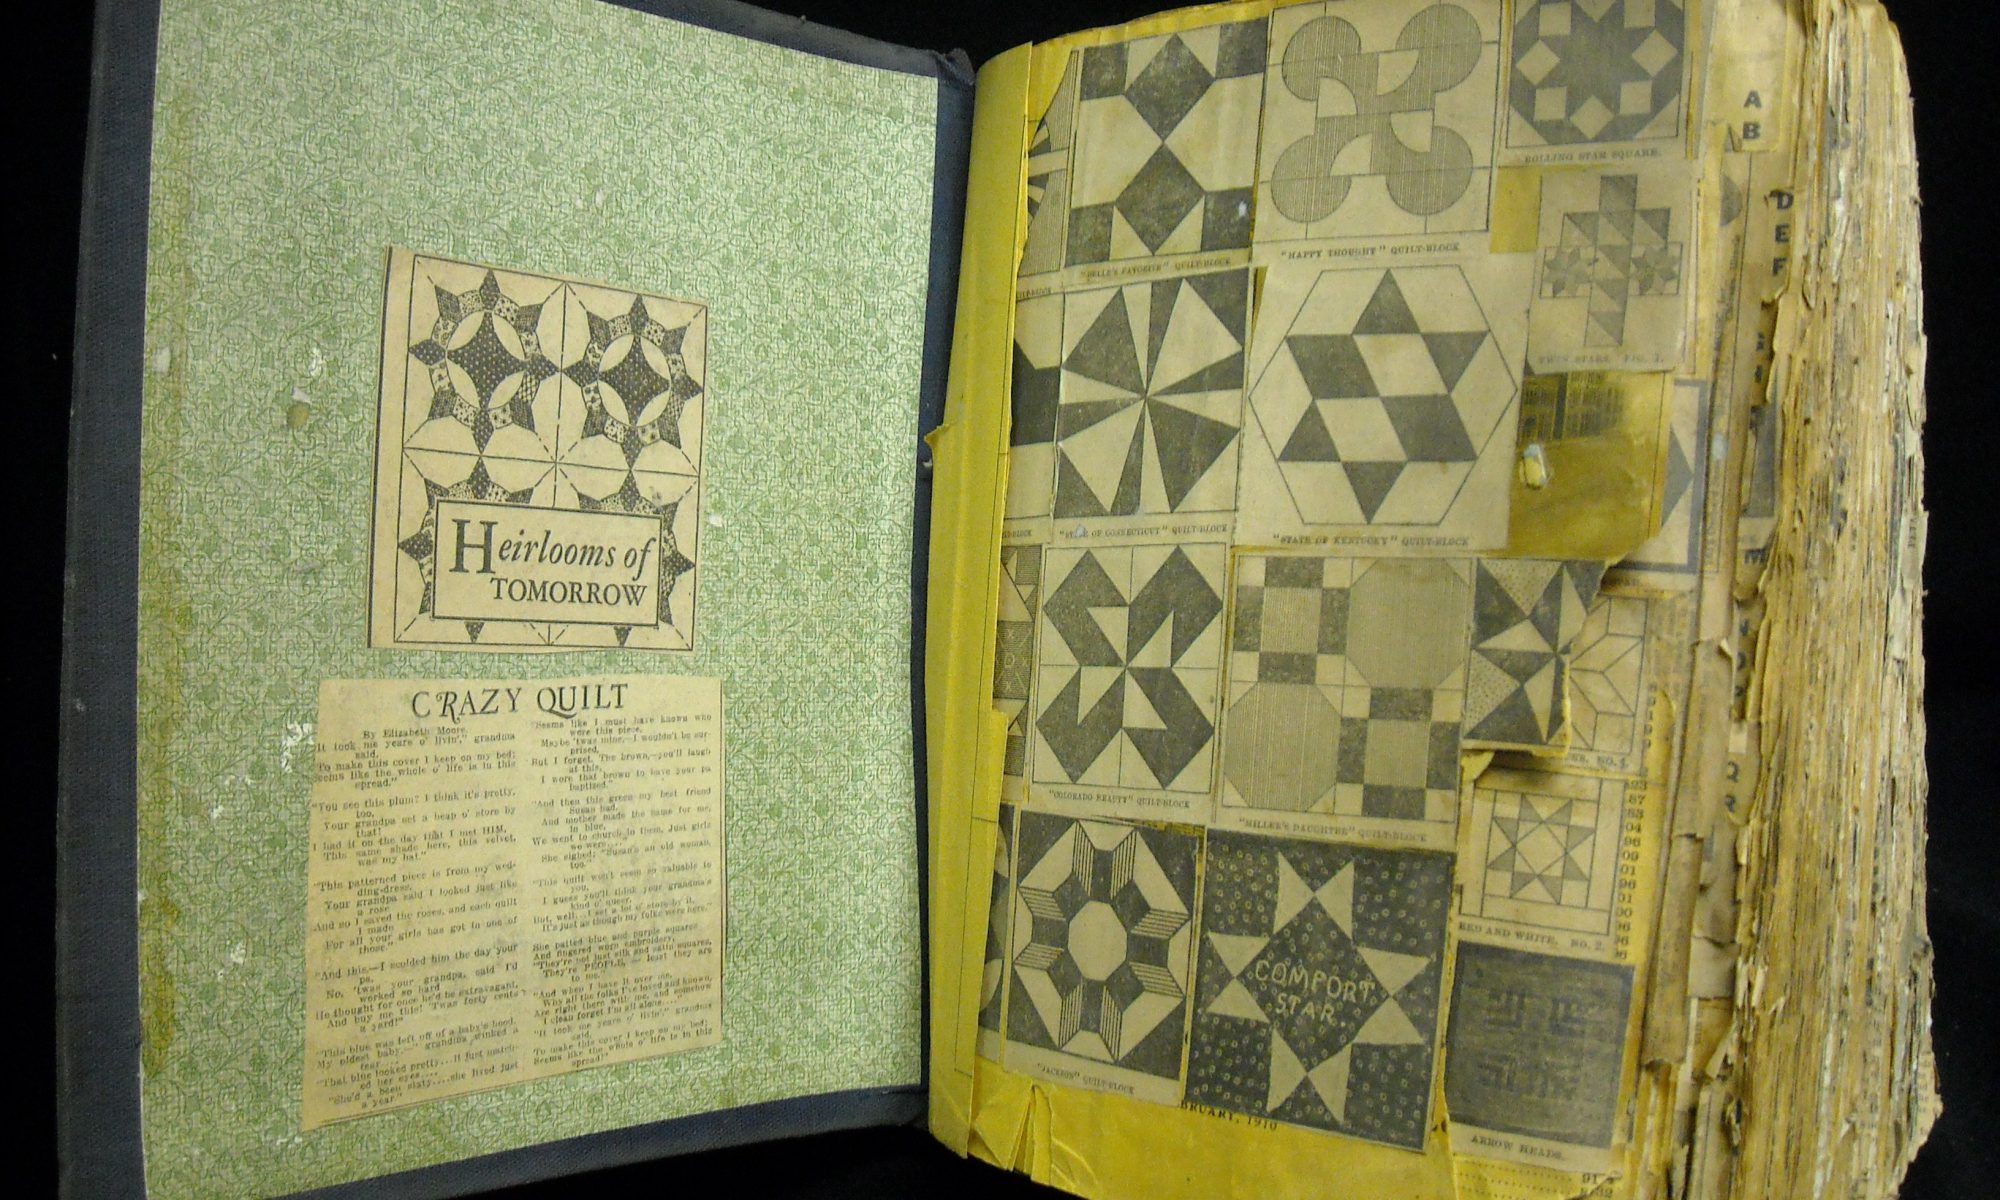 Heirlooms of
TOMORROW
CRAZY QUILT
By Elizabeth Moore.
It took me years o' livin'," grandma
said,
To make this cover I keep on my bed;
Seems like the whole o' life is in this
spread."
"You see this plum? I think it's pretty,
too,
Your grandpa set a heap o' store by
that!
I had it on the day that I met HIM,
This same shade here, this velvet,
was my hat."
"This patterned piece is from my wed-
ding-dress,
Your grandpa said I looked just like
a rose
And so I saved the roses, and each quilt
I made
For all your girls has got to one of
those."
"And this,—I scolded him the day your
pa,
No, 'twas your grandpa, said I'd
worked so hard
He thought for once he'd be extravagant,
And buy me this! 'Twas forty cents
a yard!"
"This blue was left off of a baby's hood,
My oldest baby,—" grandma winked a
tear....
"That blue looked pretty...it just match-
ed her eyes....
"She'd a been sixty....she lived just
a year."
"Seems like I must have known who
were this piece,
Maybe 'twas mine,—I wouldn't be sur-
prised,
But I forget. The brown,—you'll laugh
at this,
I wore that brown to have your pa
baptized."
"And then this green my best friend
Susan had,
And mother made the same for me,
in blue,
We went to church in them. Just girls
we were....
She sighed; "Susan's an old woman,
too."
"This quilt won't seem so valuable to
you,
I guess you'll think your grandma's
kind o' queer,
But, well—I set a lot o' store by it,
It's just as though my folks were here."
She patted blue and purple squares
And fingered worn embroidery,
"They're not just silk and satin squares,
They're PEOPLE, — least they are
to me."
"And when I have it over me,
Why all the folks I've loved and known,
Are right there with me, and somehow
I clean forget I'm all alone."
"It took me years o' livin'," grandma
said,
To make this cover I keep on my bed;
Seems like the whole o' life is in this
spread!"
"BELLE'S FAVORITE" QUILT-BLOCK
"HAPPY THOUGHT" QUILT-BLOCK
ROLLING STAR SQUARE.
TWIN STARS. FIG. 1.
OF CONNECTICUT" QUILT-BLOCK
"STATE OF KENTUCKY" QUILT-BLOCK
"COLORADO BEAUTY" QUILT-BLOCK
"MILLER'S DAUGHTER" QUILT-BLOCK
NO. 1.
"JACKSON" QUILT-BLOCK
COMFORT
STAR.
RED AND WHITE. NO. 2.
ARROW HEADS.
BRUARY, 1910
A
B
D
E
F
M
N
O
Q
R